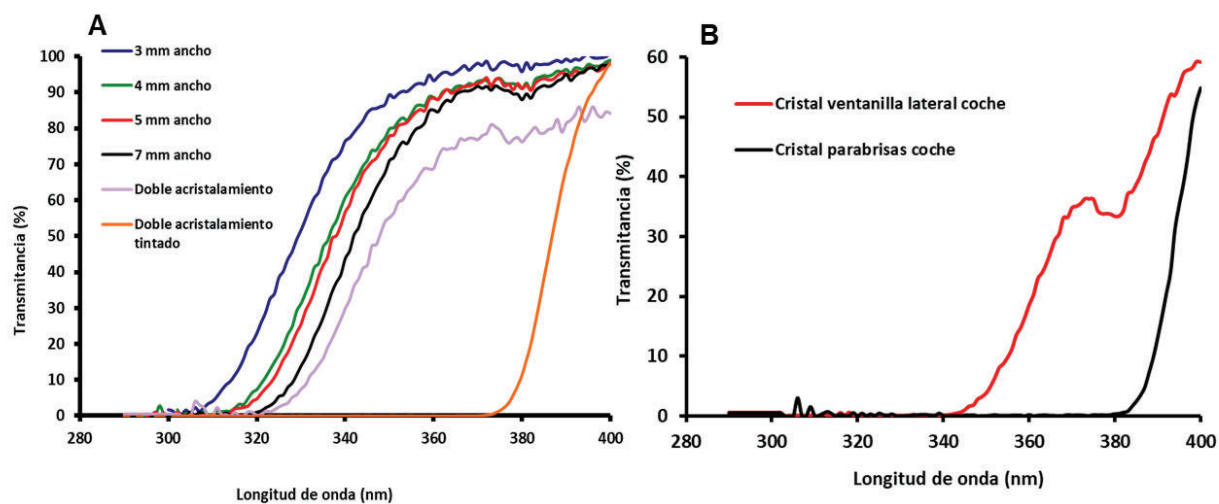 A
3 mm ancho
4 mm ancho
5 mm ancho
7 mm ancho
Doble acristalamiento
Doble acristalamiento
tintado
Transmitancia (%)
100
90
80
70
60
50
40
30
20
10
0
280 300 320 340 360 380 400
Longitud de onda (nm)
B
Cristal ventanilla lateral coche
Cristal parabrisas coche
Transmitancia (%)
60
50
40
30
20
10
0
280 300 320 340 360 380 400
Longitud de onda (nm)